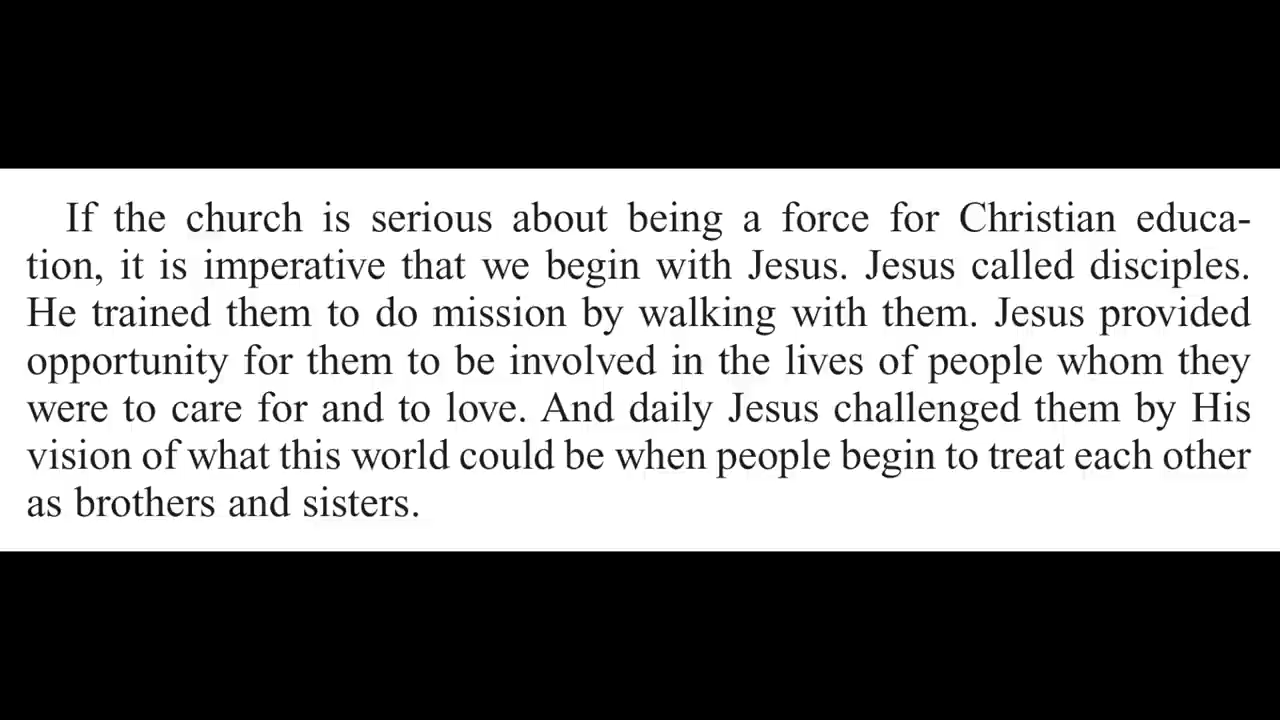 If the church is serious about being a force for Christian educa-
tion, it is imperative that we begin with Jesus. Jesus called disciples.
He trained them to do mission by walking with them. Jesus provided
opportunity for them to be involved in the lives of people whom they
were to care for and to love. And daily Jesus challenged them by His
vision of what this world could be when people begin to treat each other
as brothers and sisters.